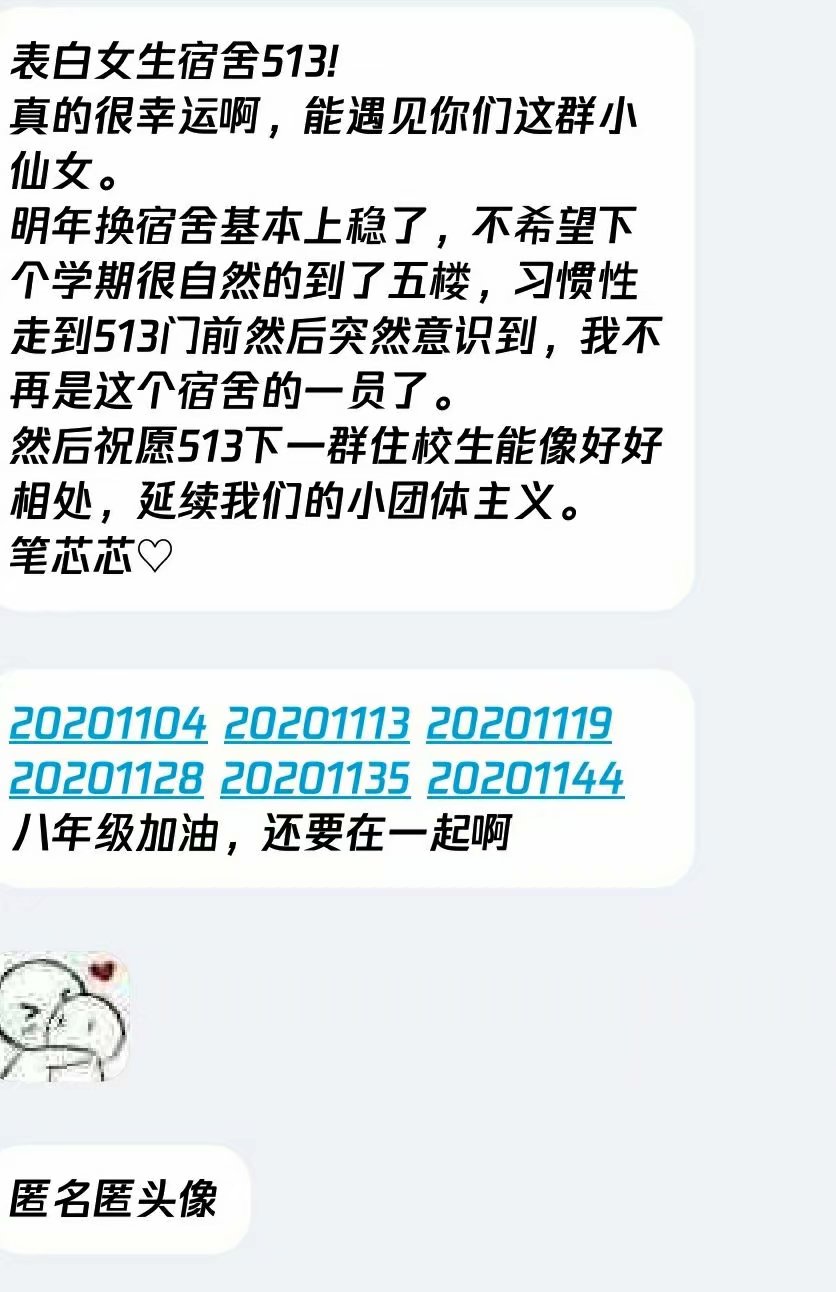 表白女生宿舍513!
真的很幸运啊，能遇见你们这群小
仙女。
明年换宿舍基本上稳了，不希望下
个学期很自然的到了五楼，习惯性
走到513门前然后突然意识到，我不
再是这个宿舍的一员了。
然后祝愿513下一群住校生能像好好
相处，延续我们的小团体主义。
笔芯芯♡
20201104 20201113 20201119
20201128 20201135 20201144
八年级加油，还要在一起啊
匿名匿头像